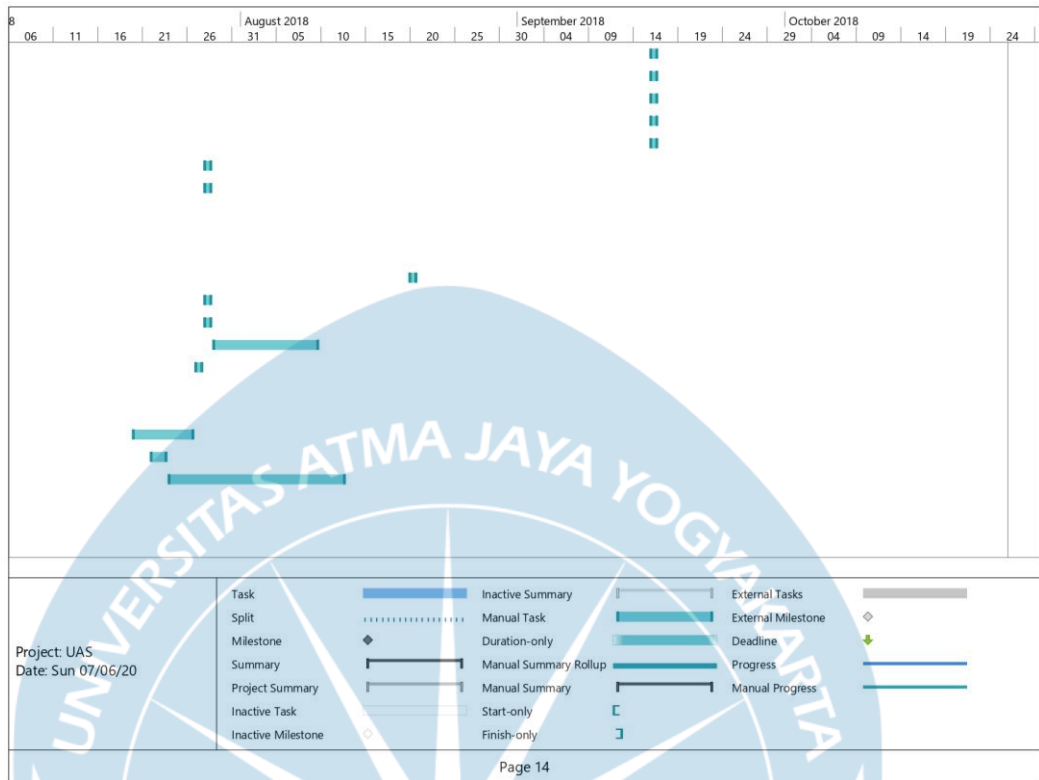 8 August 2018 September 2018 October 2018
06 11 16 21 26 31 05 10 15 20 25 30 04 09 14 19 24 29 04 09 14 19 24
UNIVERSITAS ATMA JAYA YOGYAKARTA
Project: UAS
Date: Sun 07/06/20
Task Inactive Summary External Tasks
Split Manual Task External Milestone
Milestone Duration-only Deadline
Summary Manual Summary Rollup Progress
Project Summary Manual Summary Manual Progress
Inactive Task Start-only
Inactive Milestone Finish-only
Page 14